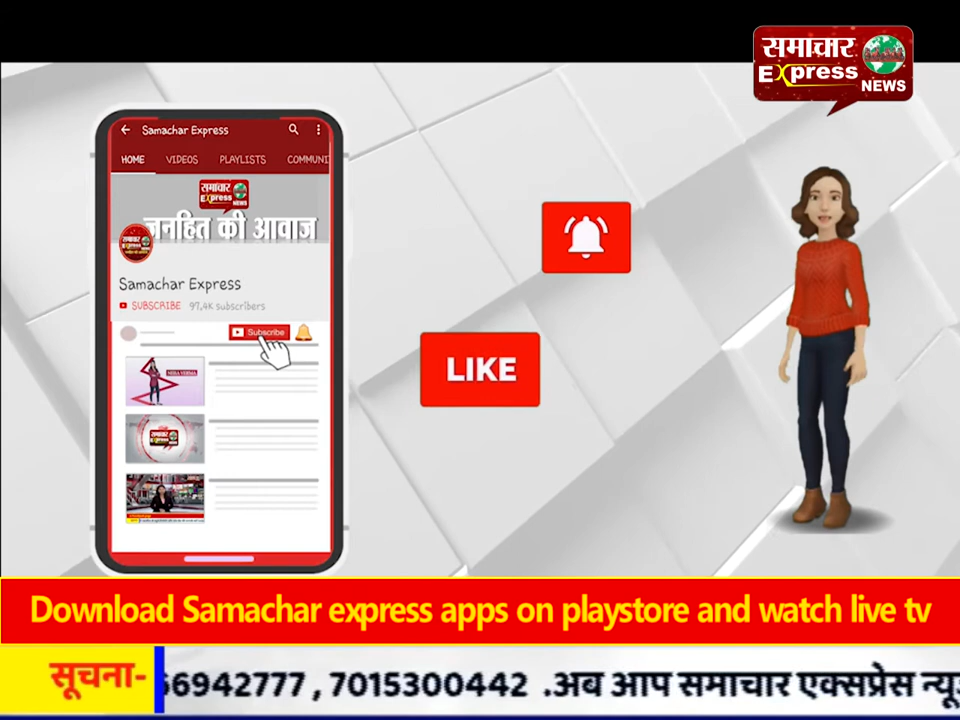 समाचार
Express
NEWS
Samachar Express
HOME VIDEOS PLAYLISTS COMMUNI
समाचार
Express
NEWS
जनहित की आवाज
Samachar Express
SUBSCRIBE 97.4K subscribers
Subscribe
LIKE
Download Samachar express apps on playstore and watch live tv
सूचना- 66942777 , 7015300442 .अब आप समाचार एक्सप्रेस